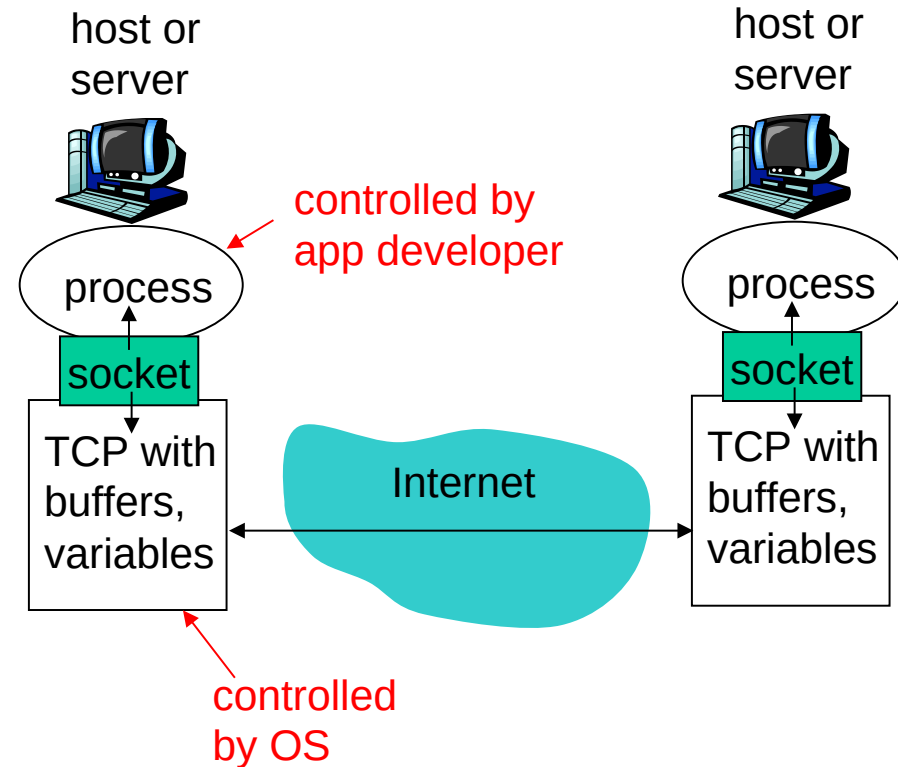 host or
server
host or
server
controlled by
app developer
process
process
socket
socket
TCP with
buffers,
variables
Internet
TCP with
buffers,
variables
controlled
by OS